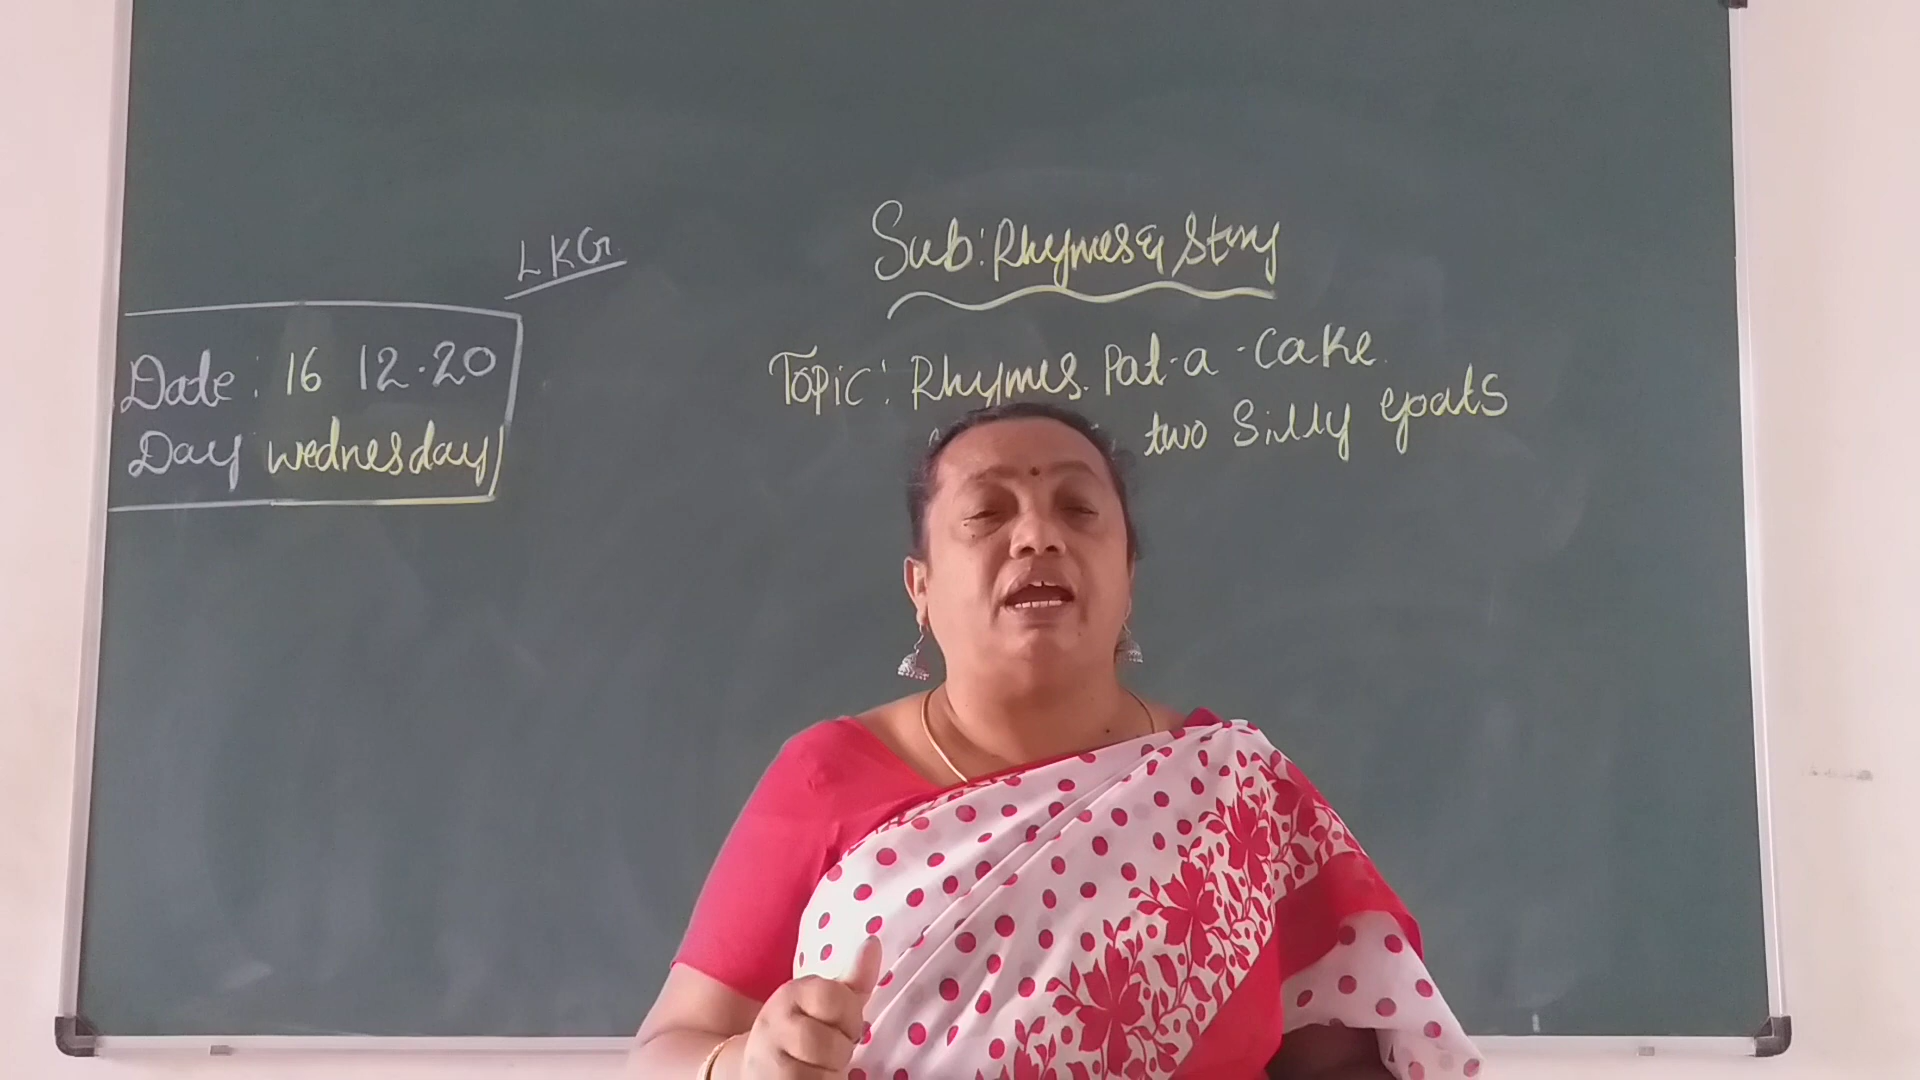 LKG
Date: 16 12.20
Day Wednesday
Sub: Rhymes & Story
Topic: Rhymes. Pat-a-Cake.
two Silly goats